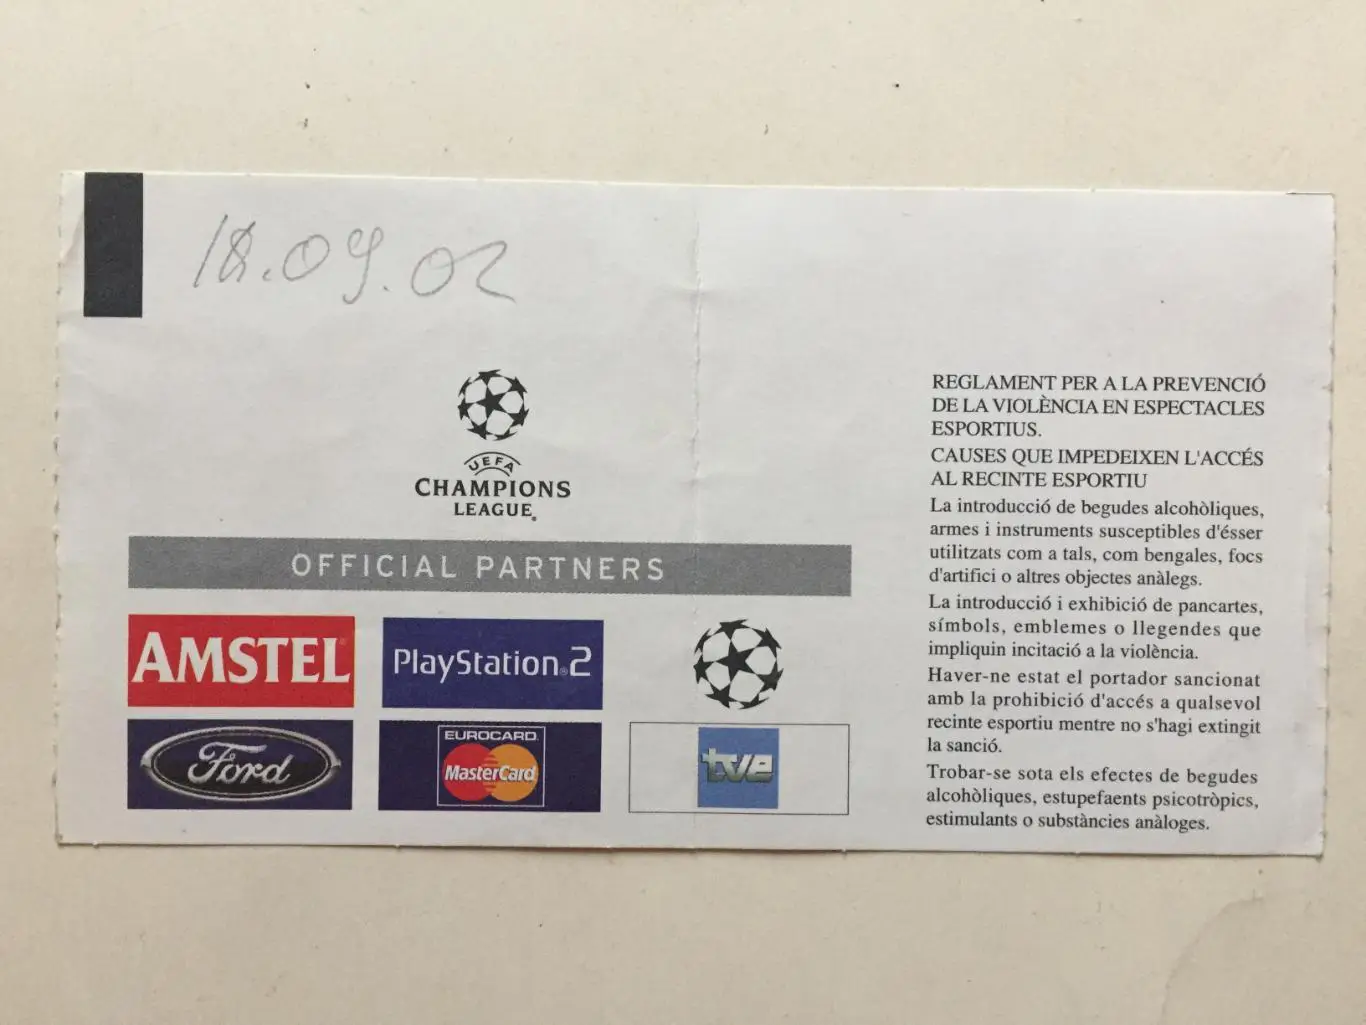 18.09.02
UEFA
CHAMPIONS
LEAGUE®
OFFICIAL PARTNERS
AMSTEL
PlayStation®2
Ford
EUROCARD
MasterCard
tve
REGLAMENT PER A LA PREVENCIÓ
DE LA VIOLÈNCIA EN ESPECTACLES
ESPORTIUS.
CAUSES QUE IMPEDEIXEN L'ACCÉS
AL RECINTE ESPORTIU
La introducció de begudes alcohòliques,
armes i instruments susceptibles d'ésser
utilitzats com a tals, com bengales, focs
d'artifici o altres objectes anàlegs.
La introducció i exhibició de pancartes,
símbols, emblemes o llegendes que
impliquin incitació a la violència.
Haver-ne estat el portador sancionat
amb la prohibició d'accés a qualsevol
recinte esportiu mentre no s'hagi extingit
la sanció.
Trobar-se sota els efectes de begudes
alcohòliques, estupefaents psicotròpics,
estimulants o substàncies anàloges.